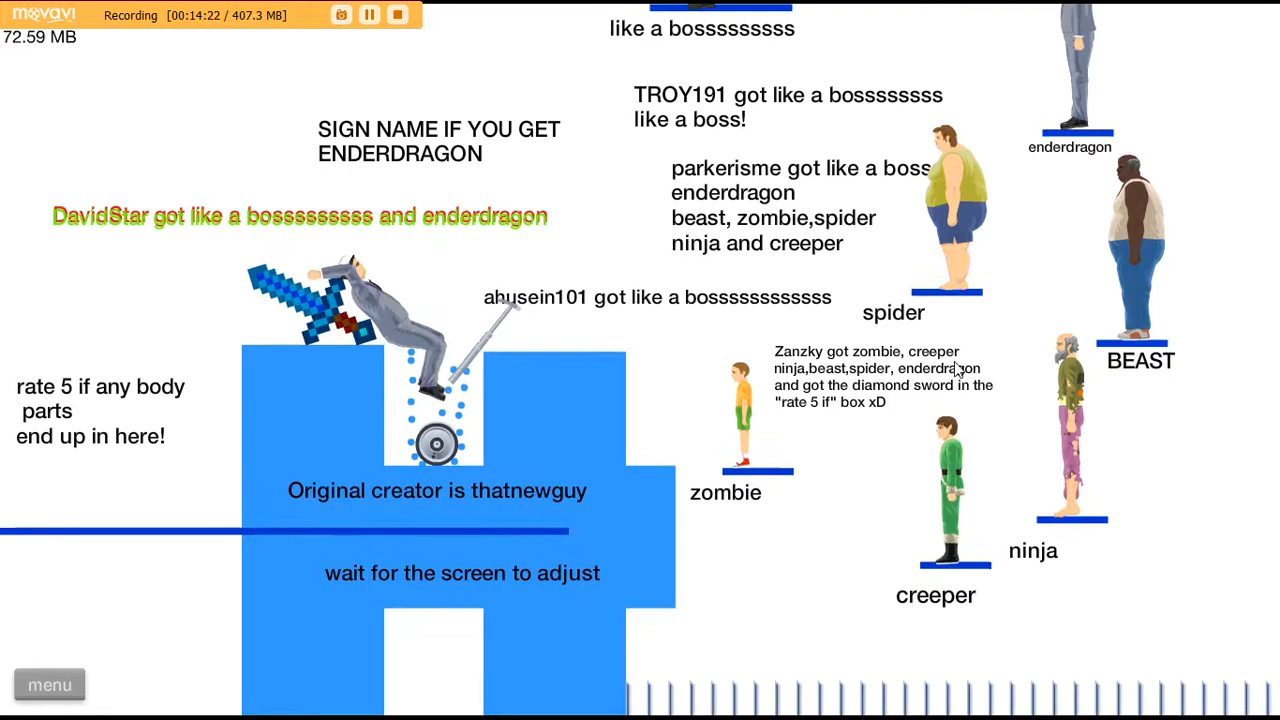 movavi
Recording [00:14:22 / 407.3 MB]
72.59 MB
like a bosssssssss
enderdragon
TROY191 got like a bossssssss
like a boss!
SIGN NAME IF YOU GET
ENDERDRAGON
parkerisme got like a boss
enderdragon
beast, zombie,spider
ninja and creeper
DavidStar got like a bosssssssss and enderdragon
ahusein101 got like a bossssssssssss
spider
BEAST
Zanzky got zombie, creeper
ninja,beast,spider, enderdragon
and got the diamond sword in the
"rate 5 if" box xD
rate 5 if any body
parts
end up in here!
Original creator is thatnewguy
zombie
ninja
wait for the screen to adjust
creeper
menu